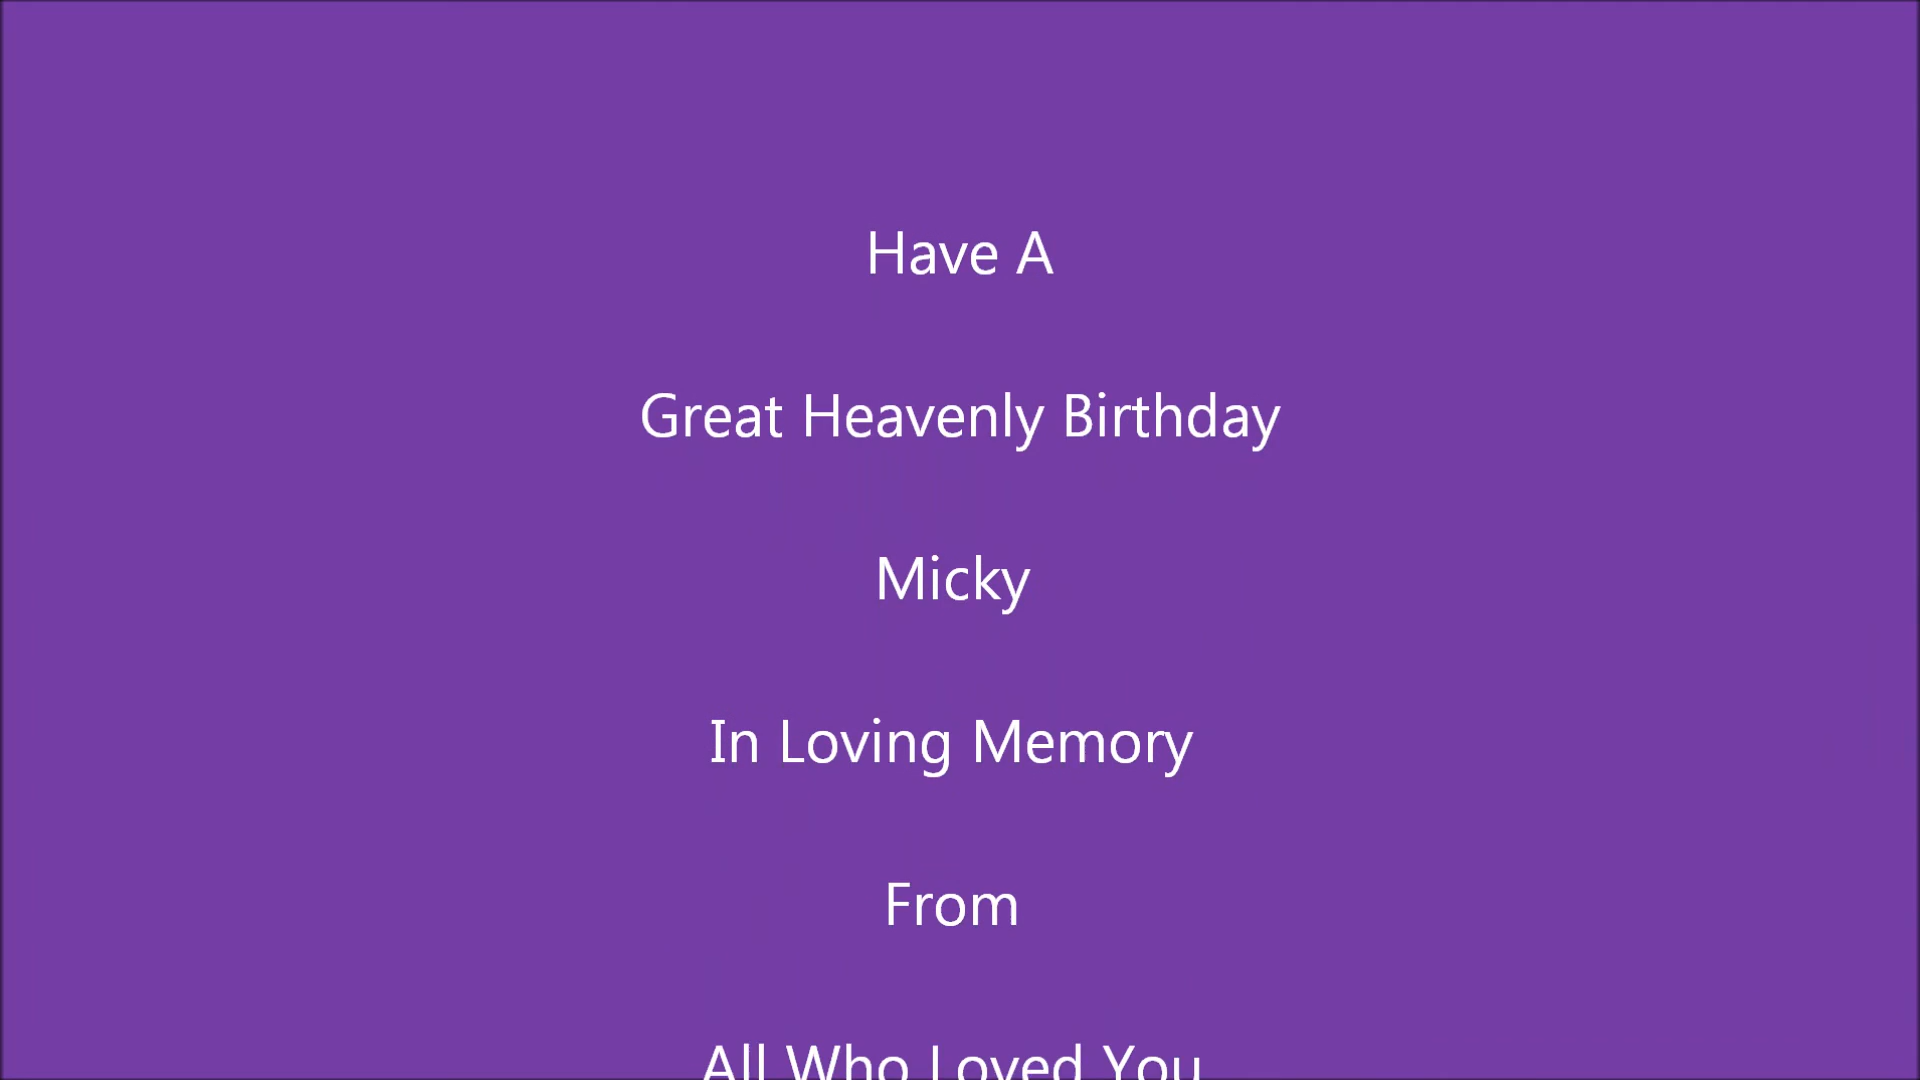 Have A
Great Heavenly Birthday
Micky
In Loving Memory
From
All Who Loved You